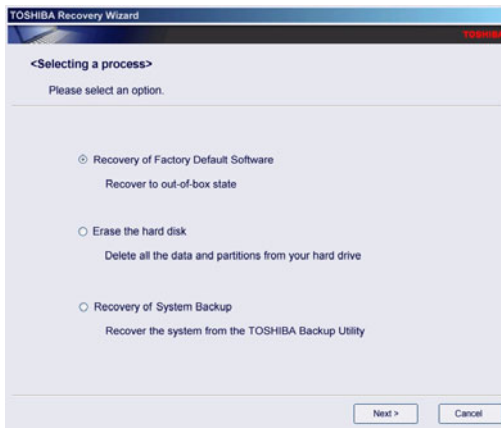 TOSHIBA Recovery Wizard
TOSHIBA
<Selecting a process>
Please select an option.
Recovery of Factory Default Software
Recover to out-of-box state
Erase the hard disk
Delete all the data and partitions from your hard drive
Recovery of System Backup
Recover the system from the TOSHIBA Backup Utility
Next >
Cancel